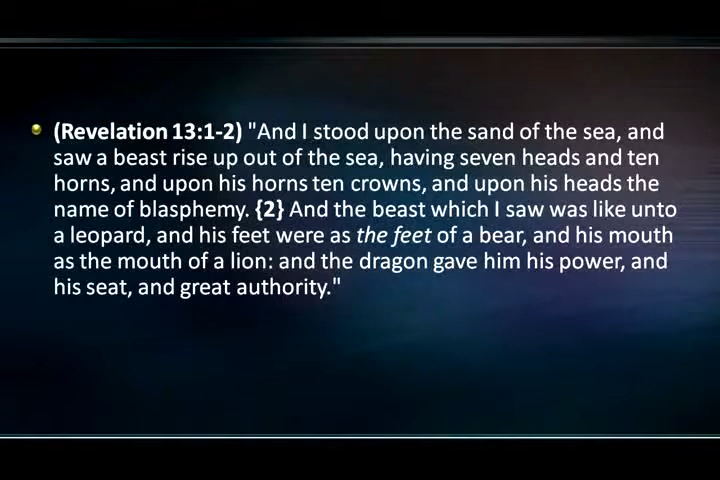 (Revelation 13:1-2) "And I stood upon the sand of the sea, and
saw a beast rise up out of the sea, having seven heads and ten
horns, and upon his horns ten crowns, and upon his heads the
name of blasphemy. {2} And the beast which I saw was like unto
a leopard, and his feet were as the feet of a bear, and his mouth
as the mouth of a lion: and the dragon gave him his power, and
his seat, and great authority."